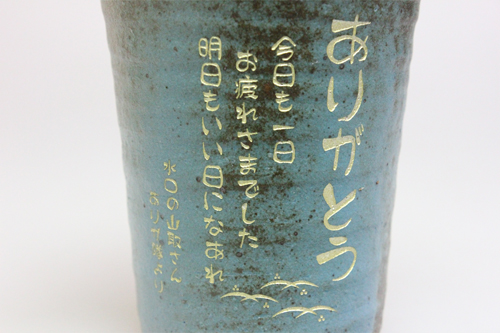 ありがとう
今日も一日
お疲れさまでした
明日もいい日になあれ